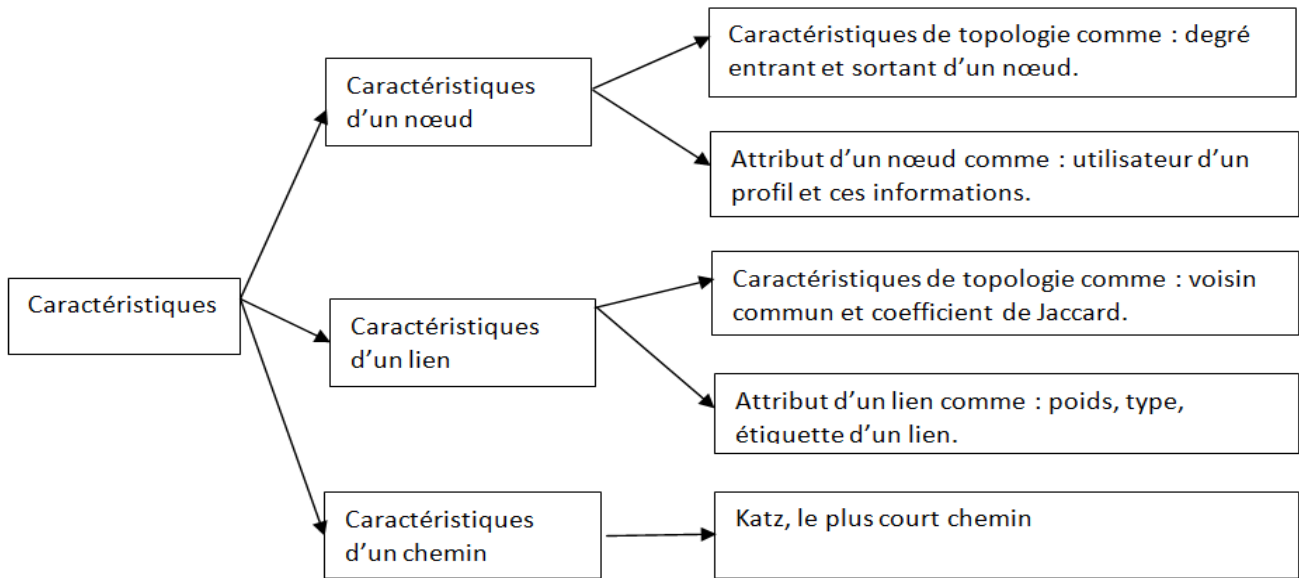 Caractéristiques de topologie comme : degré
entrant et sortant d’un nœud.
Caractéristiques
d’un nœud
Attribut d’un nœud comme : utilisateur d’un
profil et ces informations.
Caractéristiques
Caractéristiques de topologie comme : voisin
commun et coefficient de Jaccard.
Caractéristiques
d’un lien
Attribut d’un lien comme : poids, type,
étiquette d’un lien.
Caractéristiques
d’un chemin
Katz, le plus court chemin